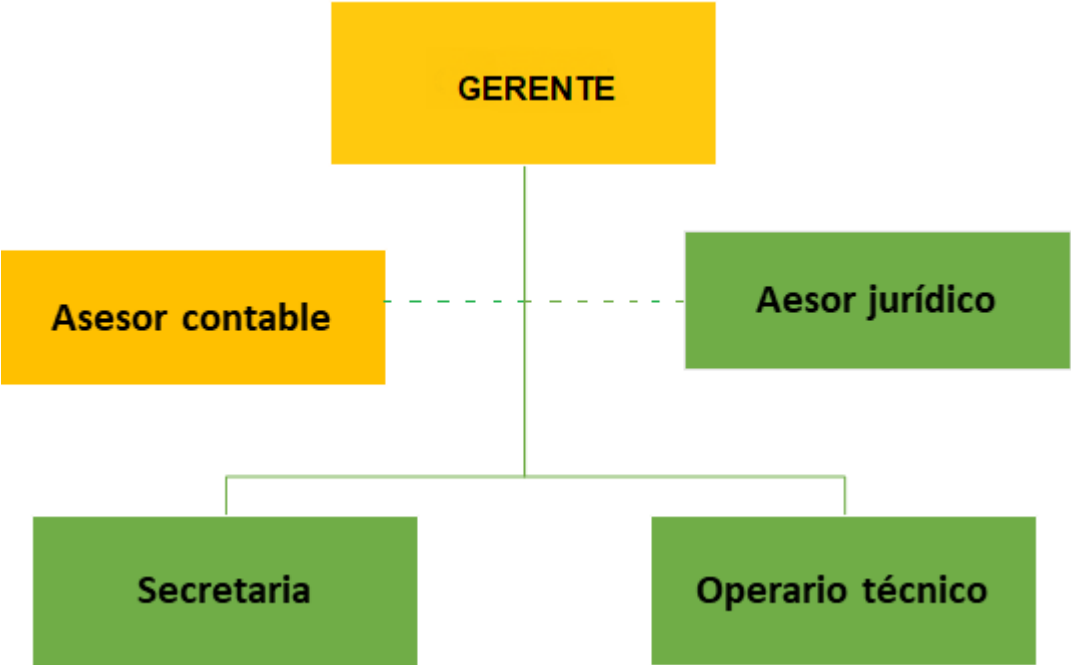 GERENTE
Asesor contable
Aesor jurídico
Secretaria
Operario técnico